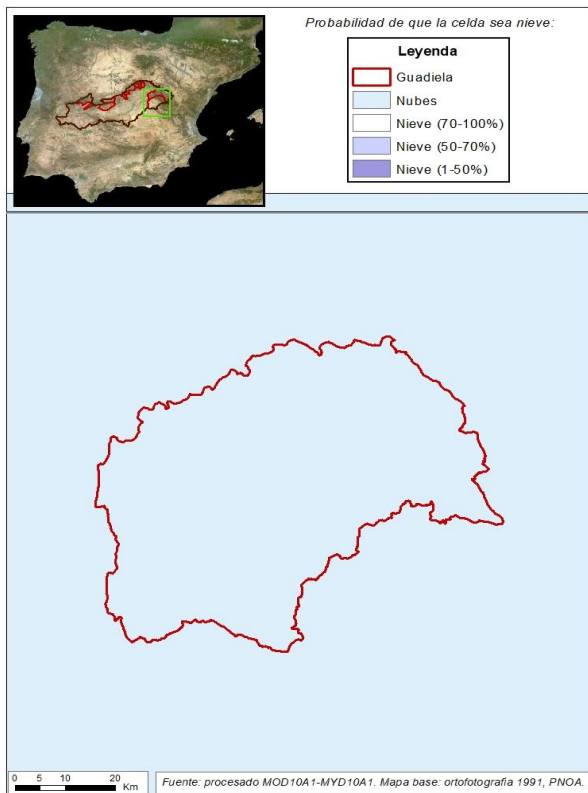 Probabilidad de que la celda sea nieve:
Leyenda
Guadiela
Nubes
Nieve (70-100%)
Nieve (50-70%)
Nieve (1-50%)
0 5 10 20
Km
Fuente: procesado MOD10A1-MYD10A1. Mapa base: ortofotografía 1991, PNOA.